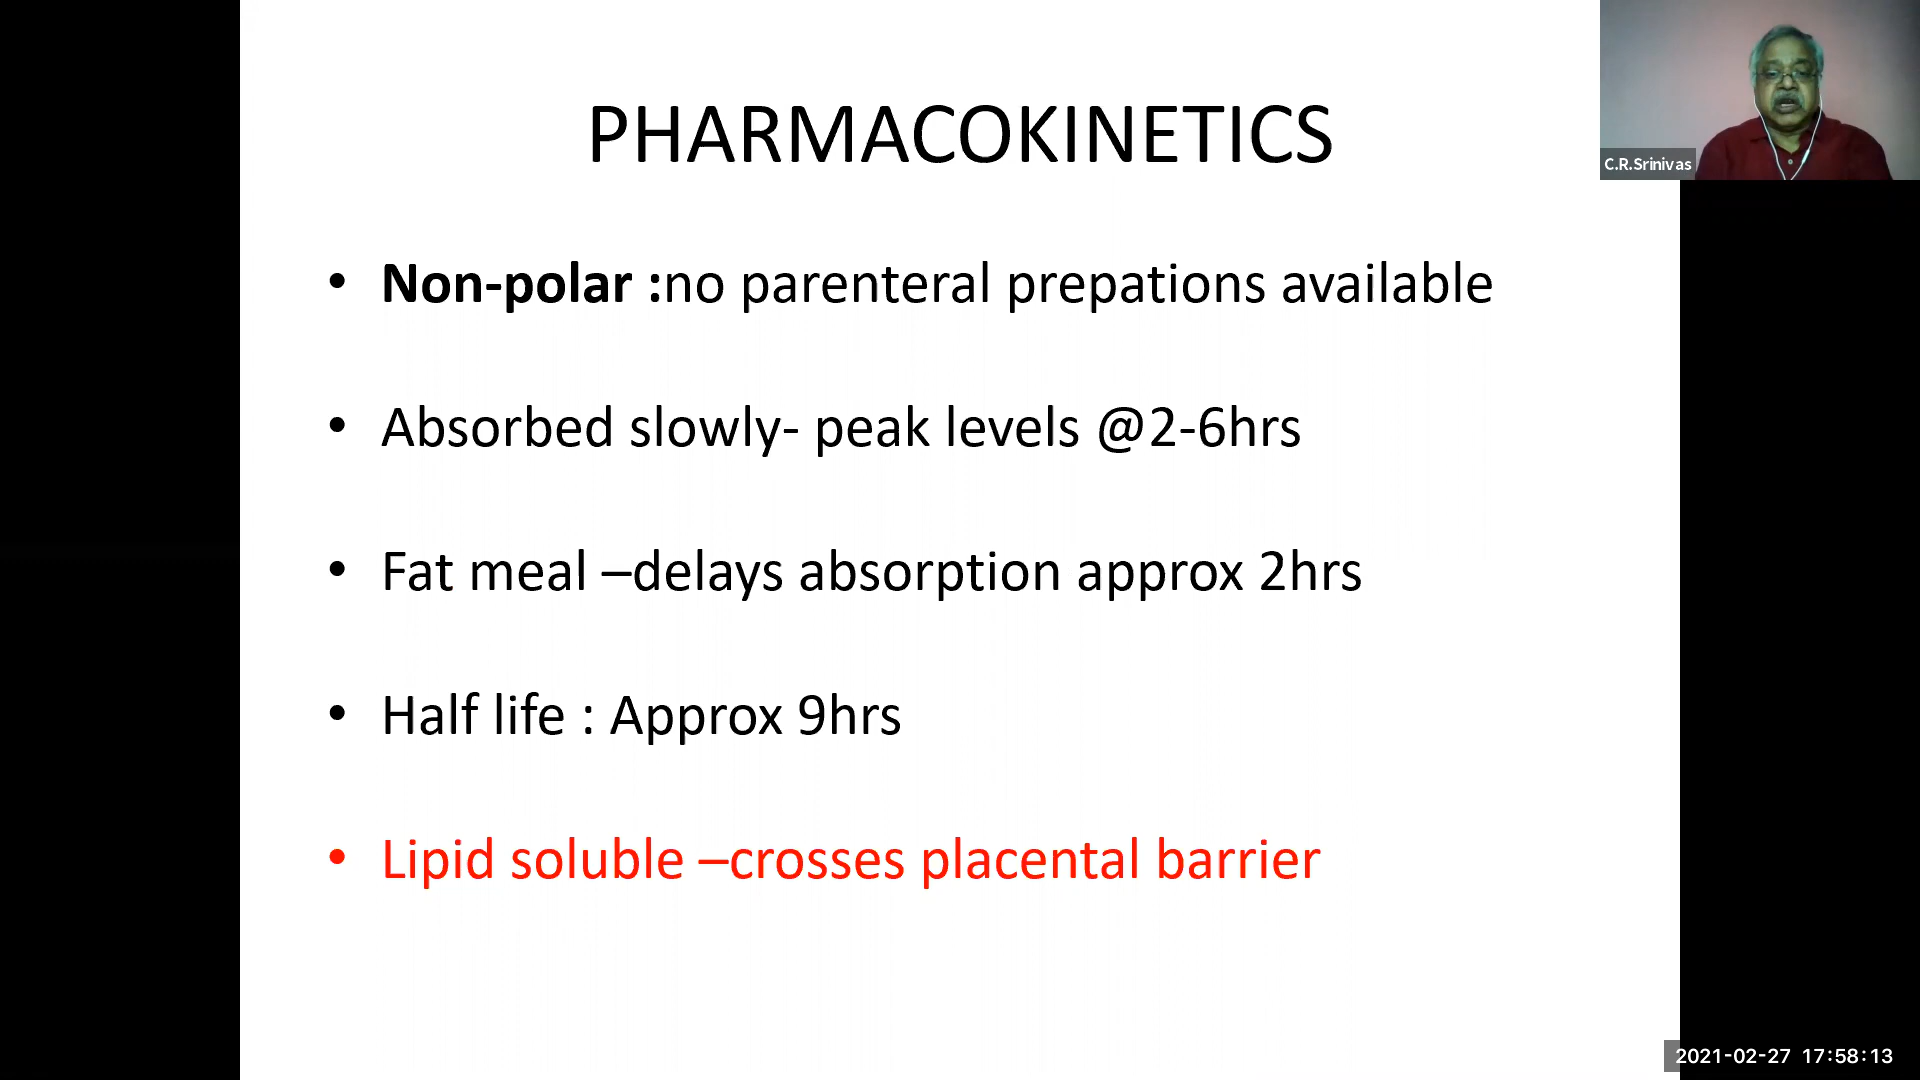 PHARMACOKINETICS
C.R.Srinivas
• Non-polar :no parenteral prepations available
• Absorbed slowly- peak levels @2-6hrs
• Fat meal –delays absorption approx 2hrs
• Half life : Approx 9hrs
• Lipid soluble –crosses placental barrier
2021-02-27 17:58:13